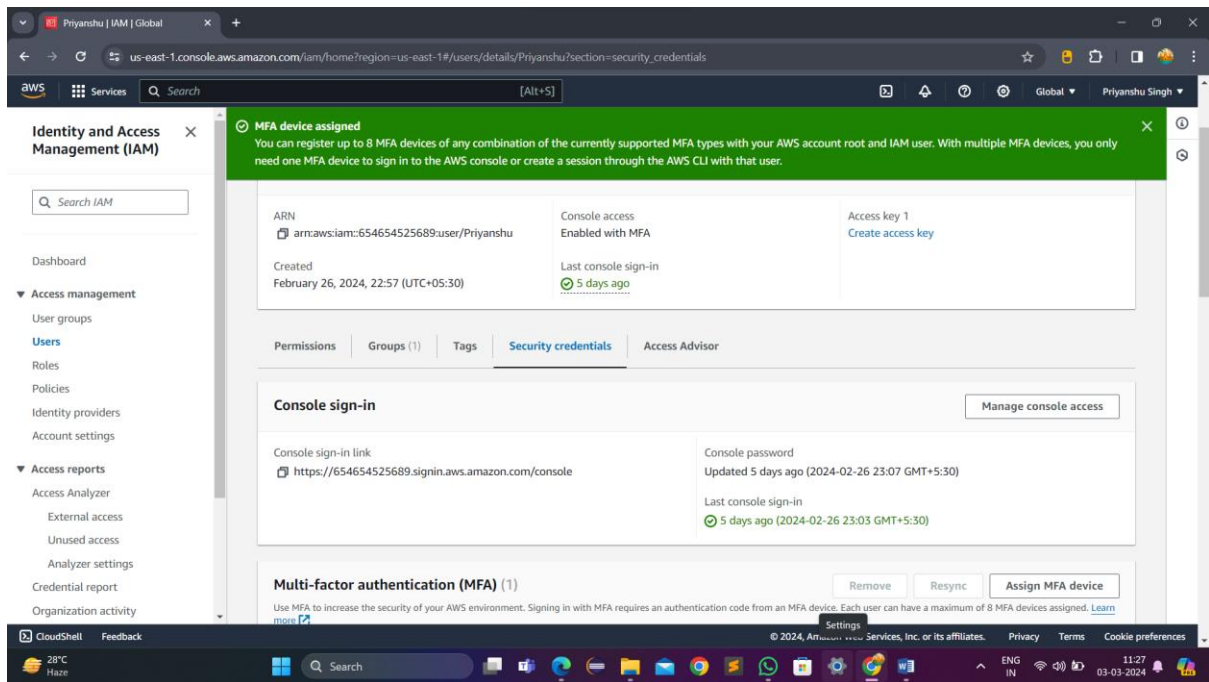 Priyanshu | IAM | Global
us-east-1.console.aws.amazon.com/iam/home?region=us-east-1#/users/details/Priyanshu?section=security_credentials
aws Services Search [Alt+S] Global Priyanshu Singh
Identity and Access
Management (IAM)
Search IAM
Dashboard
Access management
User groups
Users
Roles
Policies
Identity providers
Account settings
Access reports
Access Analyzer
External access
Unused access
Analyzer settings
Credential report
Organization activity
MFA device assigned
You can register up to 8 MFA devices of any combination of the currently supported MFA types with your AWS account root and IAM user. With multiple MFA devices, you only
need one MFA device to sign in to the AWS console or create a session through the AWS CLI with that user.
ARN
arn:aws:iam::654654525689:user/Priyanshu
Console access
Enabled with MFA
Access key 1
Create access key
Created
February 26, 2024, 22:57 (UTC+05:30)
Last console sign-in
5 days ago
Permissions Groups (1) Tags Security credentials Access Advisor
Console sign-in
Manage console access
Console sign-in link
https://654654525689.signin.aws.amazon.com/console
Console password
Updated 5 days ago (2024-02-26 23:07 GMT+5:30)
Last console sign-in
5 days ago (2024-02-26 23:03 GMT+5:30)
Multi-factor authentication (MFA) (1)
Remove Resync Assign MFA device
Use MFA to increase the security of your AWS environment. Signing in with MFA requires an authentication code from an MFA device. Each user can have a maximum of 8 MFA devices assigned. Learn
more
Settings
CloudShell Feedback © 2024, Services, Inc. or its affiliates. Privacy Terms Cookie preferences
28°C
Haze
Search
ENG
IN
11:27
03-03-2024